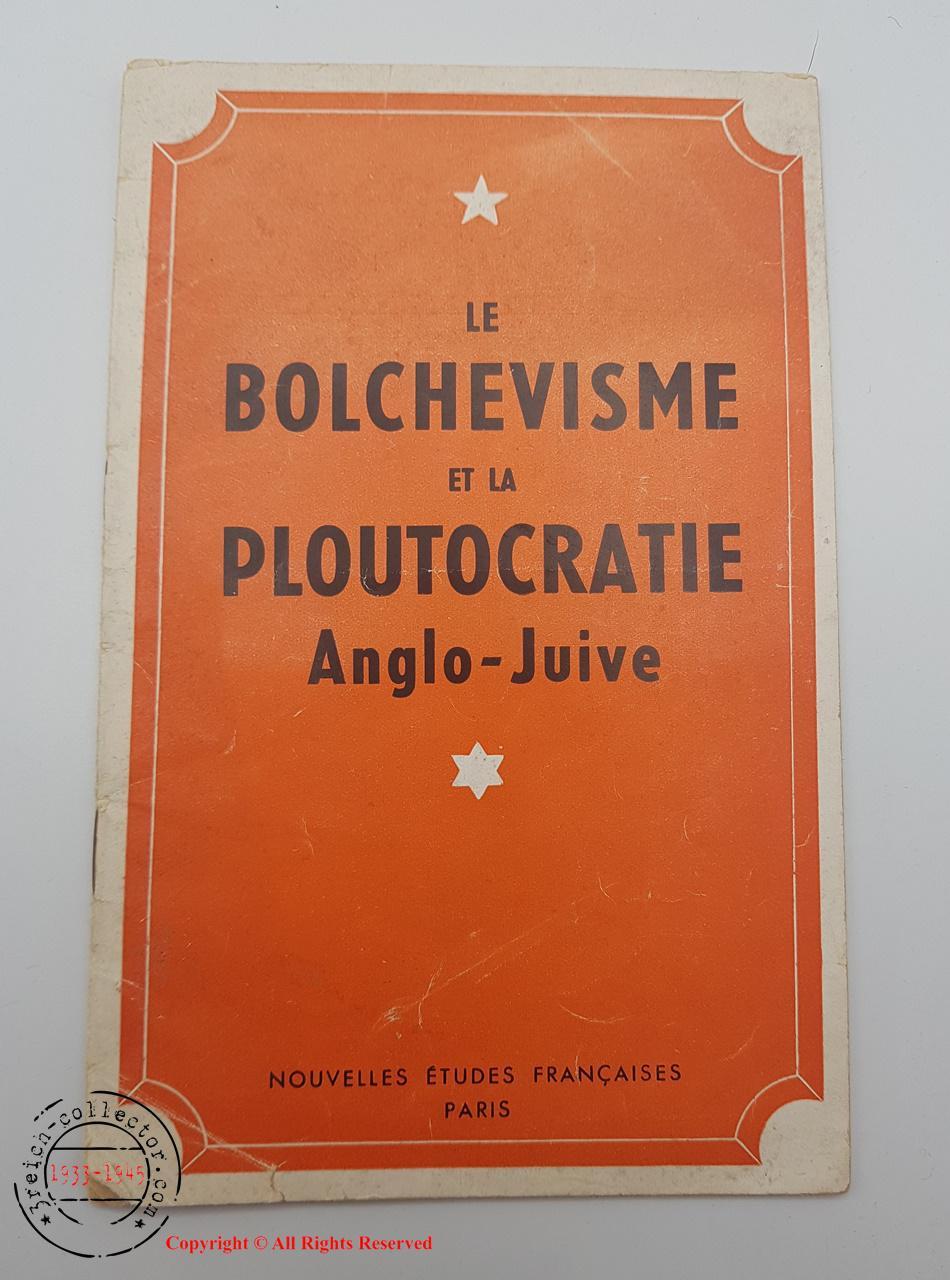 LE
BOLCHEVISME
ET LA
PLOUTOCRATIE
Anglo-Juive
NOUVELLES ÉTUDES FRANÇAISES
PARIS
3reich-collector.com
1933-1945
Copyright © All Rights Reserved